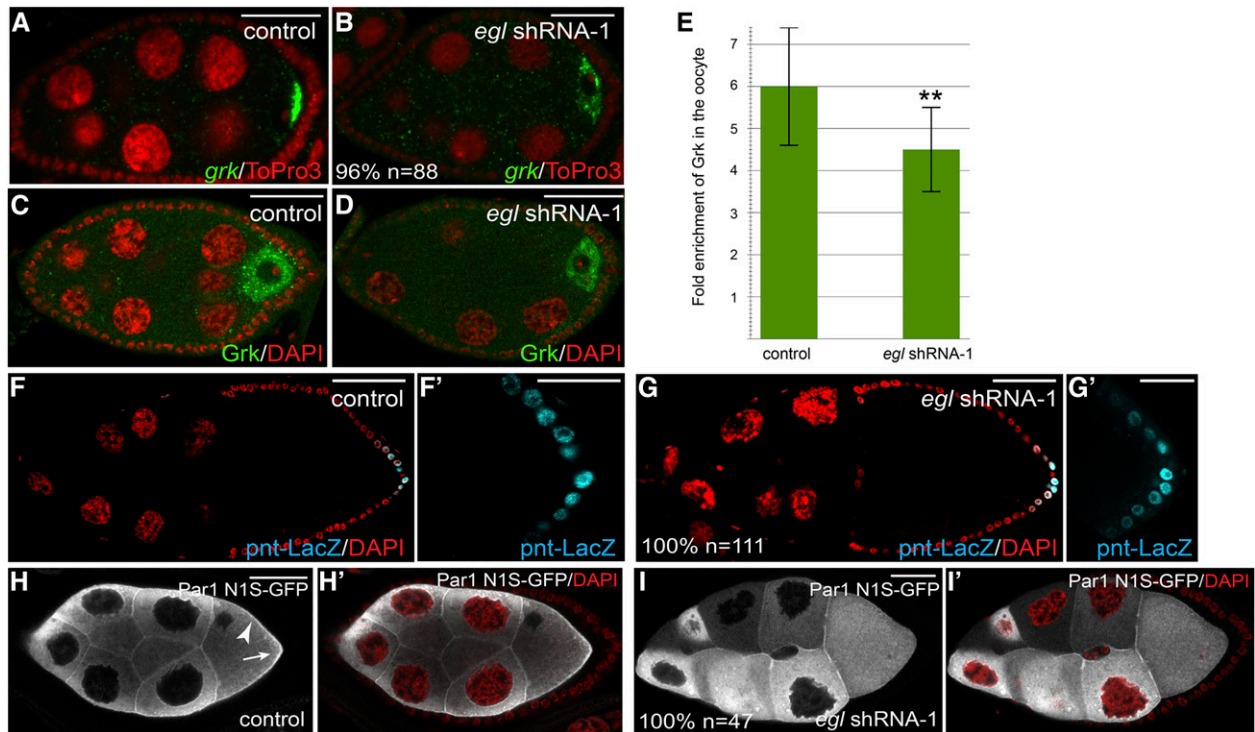 A
control
grk/ToPro3
B
egl shRNA-1
96% n=88
grk/ToPro3
C
control
Grk/DAPI
D
egl shRNA-1
Grk/DAPI
E
Fold enrichment of Grk in the oocyte
7
6
5
4
3
2
1
**
control
egl shRNA-1
F
control
pnt-LacZ/DAPI
F'
pnt-LacZ
G
egl shRNA-1
100% n=111
pnt-LacZ/DAPI
G'
pnt-LacZ
H
Par1 N1S-GFP
control
H'
Par1 N1S-GFP/DAPI
I
Par1 N1S-GFP
100% n=47
egl shRNA-1
I'
Par1 N1S-GFP/DAPI